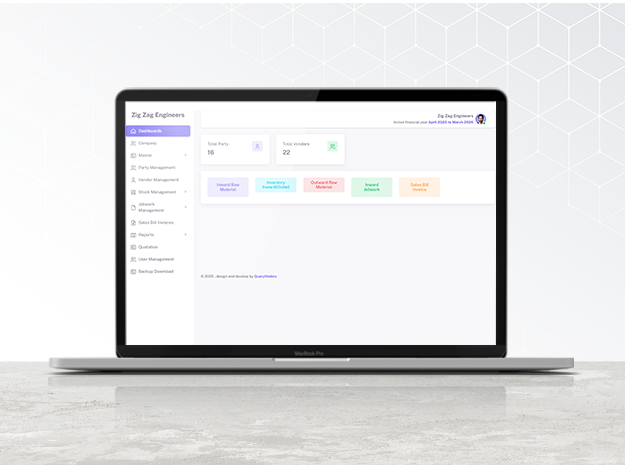 Zig Zag Engineers
Dashboards
Company
Master
Party Management
Vendor Management
Stock Management
Jobwork
Management
Sales Bill Invoices
Reports
Quotation
User Management
Backup Download
Zig Zag Engineers
Active financial year April 2025 to March 2026
Total Party
16
Total Vendors
22
Inward Raw
Material
Inventory -
Inward(Outer)
Outward Raw
Material
Inward
Jobwork
Sales Bill
Invoice
© 2025 , design and develop by QueryFinders
MacBook Pro